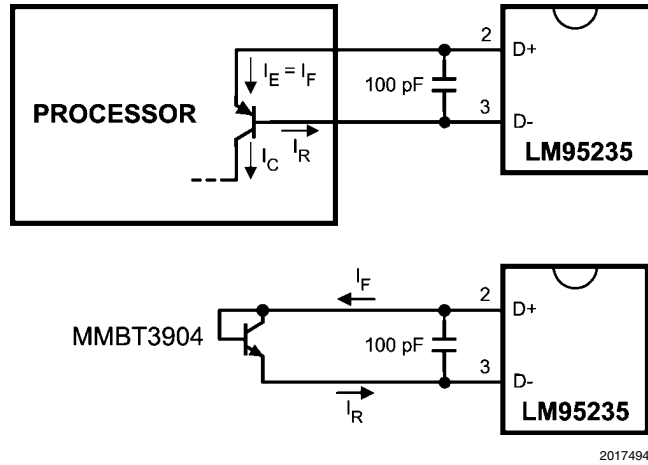 2
D+
I_E = I_F
100 pF
PROCESSOR
3
D-
I_R
LM95235
I_C
I_F
2
D+
MMBT3904
100 pF
3
D-
I_R
LM95235
2017494